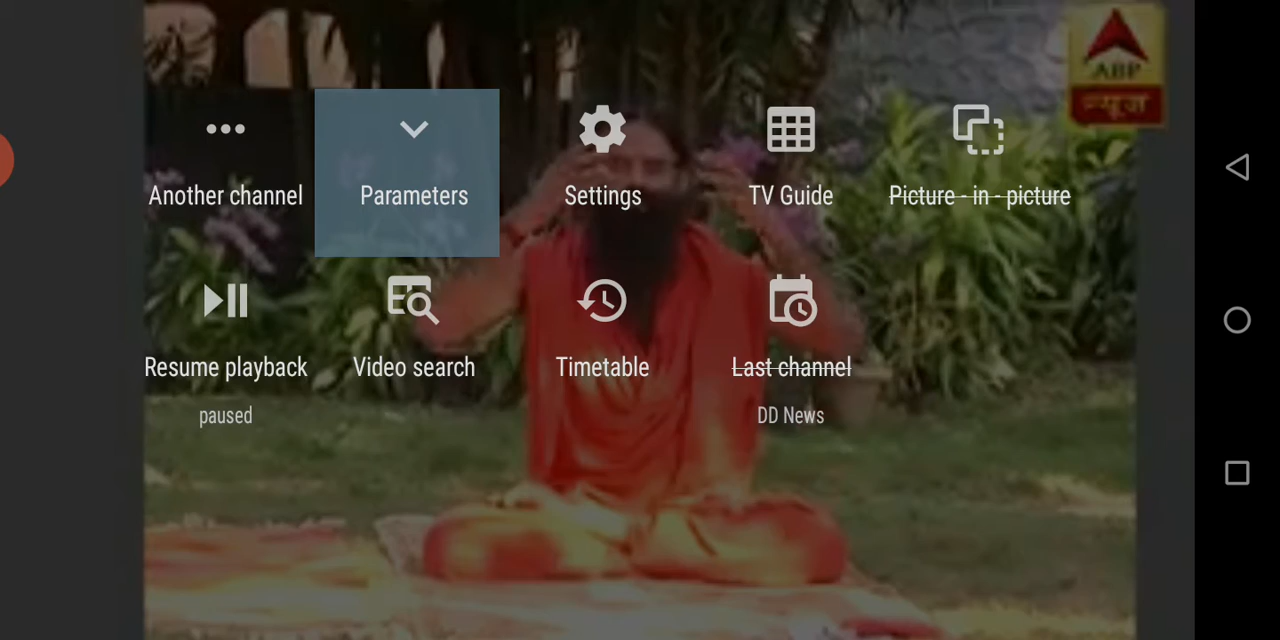 ABP
न्यूज़
Another channel
Parameters
Settings
TV Guide
Picture - in - picture
Resume playback
paused
Video search
Timetable
Last channel
DD News